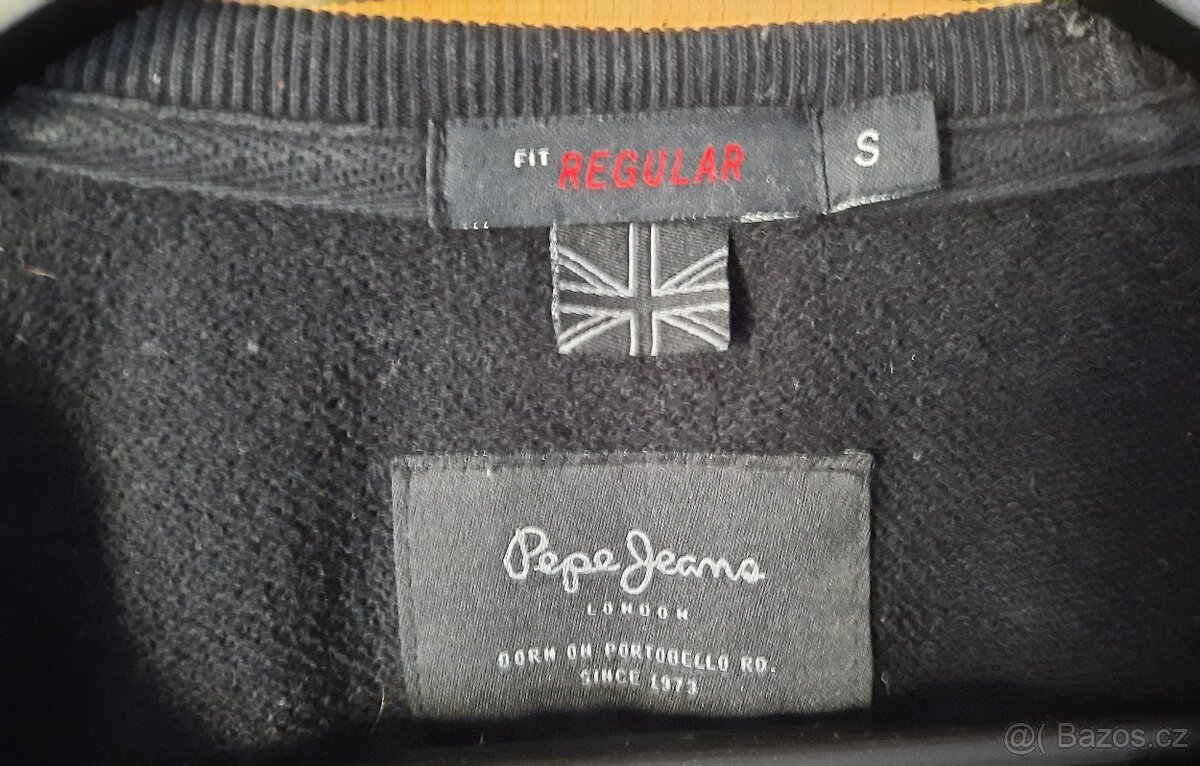 FIT REGULAR S
Pepe Jeans
LONDON
BORN ON PORTOBELLO RD.
SINCE 1973
@( Bazos.cz